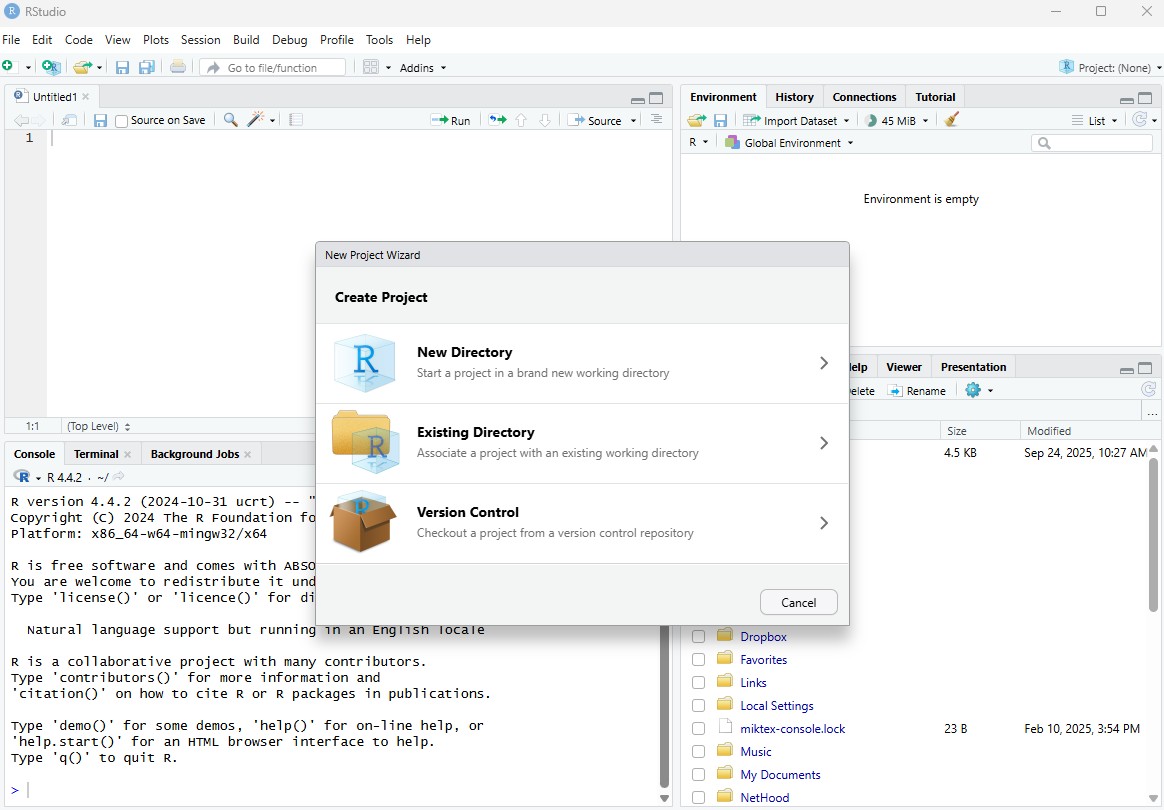 RStudio
File Edit Code View Plots Session Build Debug Profile Tools Help
Go to file/function Addins Project: (None)
Untitled1
Source on Save Run Source
1
1:1 (Top Level)
Environment History Connections Tutorial
Import Dataset 45 MiB List
R Global Environment
Environment is empty
New Project Wizard
Create Project
New Directory
Start a project in a brand new working directory
Existing Directory
Associate a project with an existing working directory
Version Control
Checkout a project from a version control repository
Cancel
Console Terminal Background Jobs
R 4.4.2 · ~/
R version 4.4.2 (2024-10-31 ucrt) -- "
Copyright (C) 2024 The R Foundation fo
Platform: x86_64-w64-mingw32/x64
R is free software and comes with ABSO
You are welcome to redistribute it und
Type 'license()' or 'licence()' for di
Natural language support but running in an English locale
R is a collaborative project with many contributors.
Type 'contributors()' for more information and
'citation()' on how to cite R or R packages in publications.
Type 'demo()' for some demos, 'help()' for on-line help, or
'help.start()' for an HTML browser interface to help.
Type 'q()' to quit R.
>
elp Viewer Presentation
elete Rename
...
Size Modified
4.5 KB Sep 24, 2025, 10:27 AM
Dropbox
Favorites
Links
Local Settings
miktex-console.lock 23 B Feb 10, 2025, 3:54 PM
Music
My Documents
NetHood